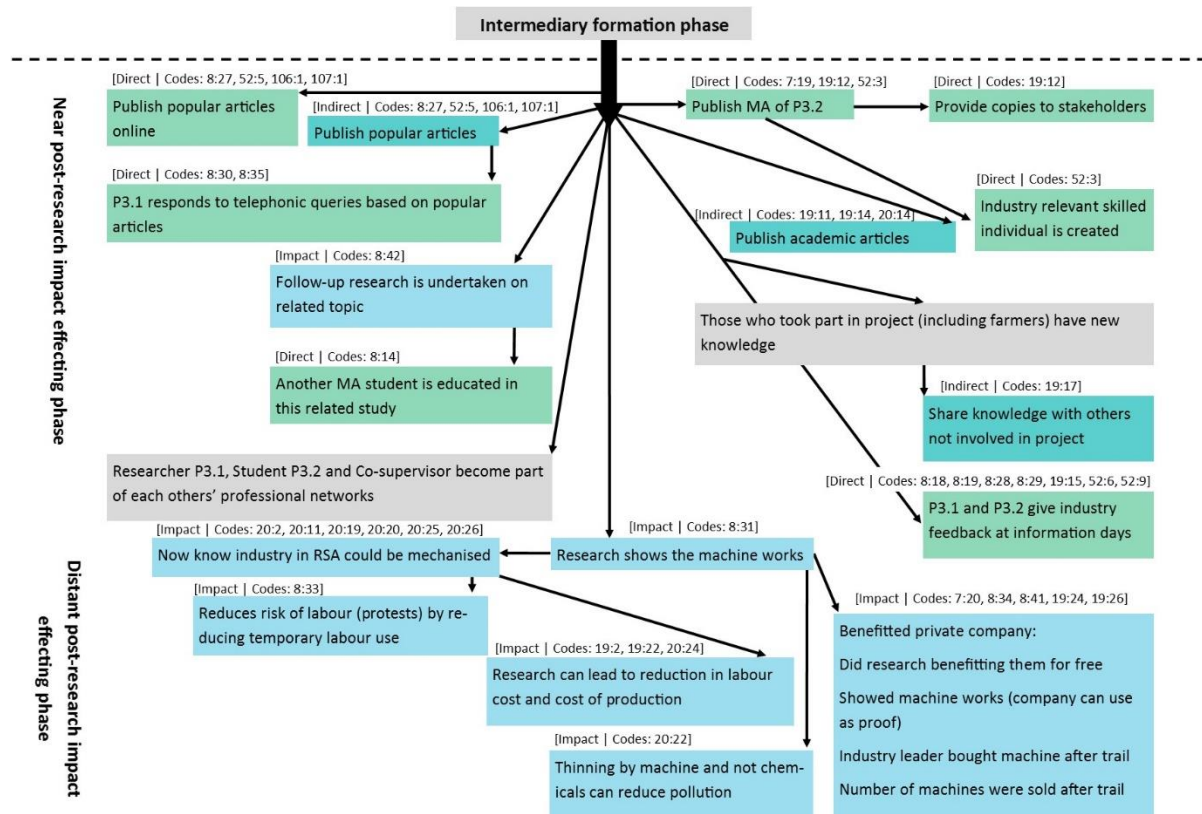 Intermediary formation phase
Near post-research impact effecting phase
[Direct | Codes: 8:27, 52:5, 106:1, 107:1]
Publish popular articles
online
[Indirect | Codes: 8:27, 52:5, 106:1, 107:1]
Publish popular articles
[Direct | Codes: 7:19, 19:12, 52:3]
Publish MA of P3.2
[Direct | Codes: 19:12]
Provide copies to stakeholders
[Direct | Codes: 8:30, 8:35]
P3.1 responds to telephonic queries based on popular
articles
[Direct | Codes: 52:3]
Industry relevant skilled
individual is created
[Indirect | Codes: 19:11, 19:14, 20:14]
Publish academic articles
[Impact | Codes: 8:42]
Follow-up research is undertaken on
related topic
Those who took part in project (including farmers) have new
knowledge
[Direct | Codes: 8:14]
Another MA student is educated in
this related study
[Indirect | Codes: 19:17]
Share knowledge with others
not involved in project
Researcher P3.1, Student P3.2 and Co-supervisor become part
of each others’ professional networks
[Direct | Codes: 8:18, 8:19, 8:28, 8:29, 19:15, 52:6, 52:9]
P3.1 and P3.2 give industry
feedback at information days
Distant post-research impact
effecting phase
[Impact | Codes: 20:2, 20:11, 20:19, 20:20, 20:25, 20:26]
Now know industry in RSA could be mechanised
[Impact | Codes: 8:31]
Research shows the machine works
[Impact | Codes: 8:33]
Reduces risk of labour (protests) by re-
ducing temporary labour use
[Impact | Codes: 19:2, 19:22, 20:24]
Research can lead to reduction in labour
cost and cost of production
[Impact | Codes: 20:22]
Thinning by machine and not chem-
icals can reduce pollution
[Impact | Codes: 7:20, 8:34, 8:41, 19:24, 19:26]
Benefitted private company:
Did research benefitting them for free
Showed machine works (company can use
as proof)
Industry leader bought machine after trail
Number of machines were sold after trail